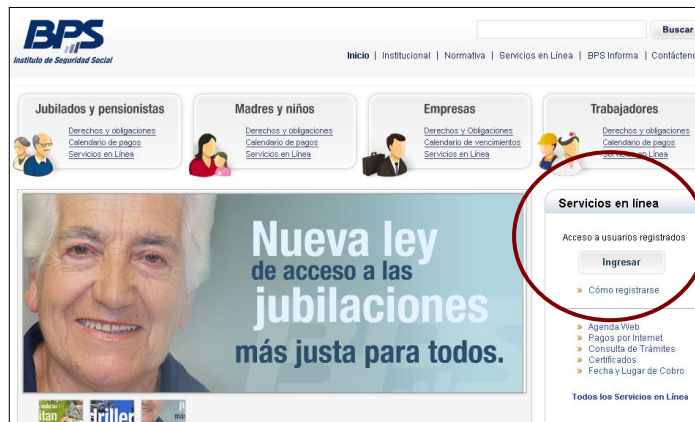 BPS
Instituto de Seguridad Social
Buscar
Inicio | Institucional | Normativa | Servicios en Línea | BPS Informa |
Jubilados y pensionistas
Derechos y obligaciones
Calendario de pagos
Servicios en Línea
Madres y niños
Derechos y obligaciones
Calendario de pagos
Servicios en Línea
Empresas
Derechos y Obligaciones
Calendario de vencimientos
Servicios en Línea
Trabajadores
Derechos y obligaciones
Calendario de pagos
Servicios en Línea
Nueva ley
de acceso a las
jubilaciones
más justa para todos.
Servicios en línea
Acceso a usuarios registrados
Ingresar
» Cómo registrarse
» Agenda Web
» Pagos por Internet
» Consulta de Trámites
» Certificados
» Fecha y Lugar de Cobro
Todos los Servicios en Línea